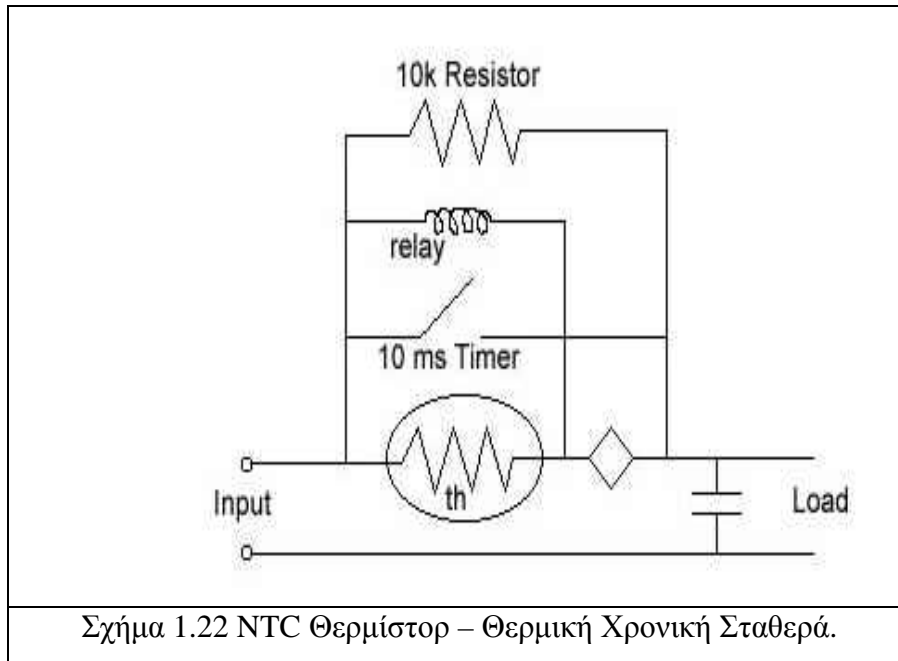 10k Resistor
relay
10 ms Timer
th
Input
Load
Σχήμα 1.22 NTC Θερμίστορ – Θερμική Χρονική Σταθερά.